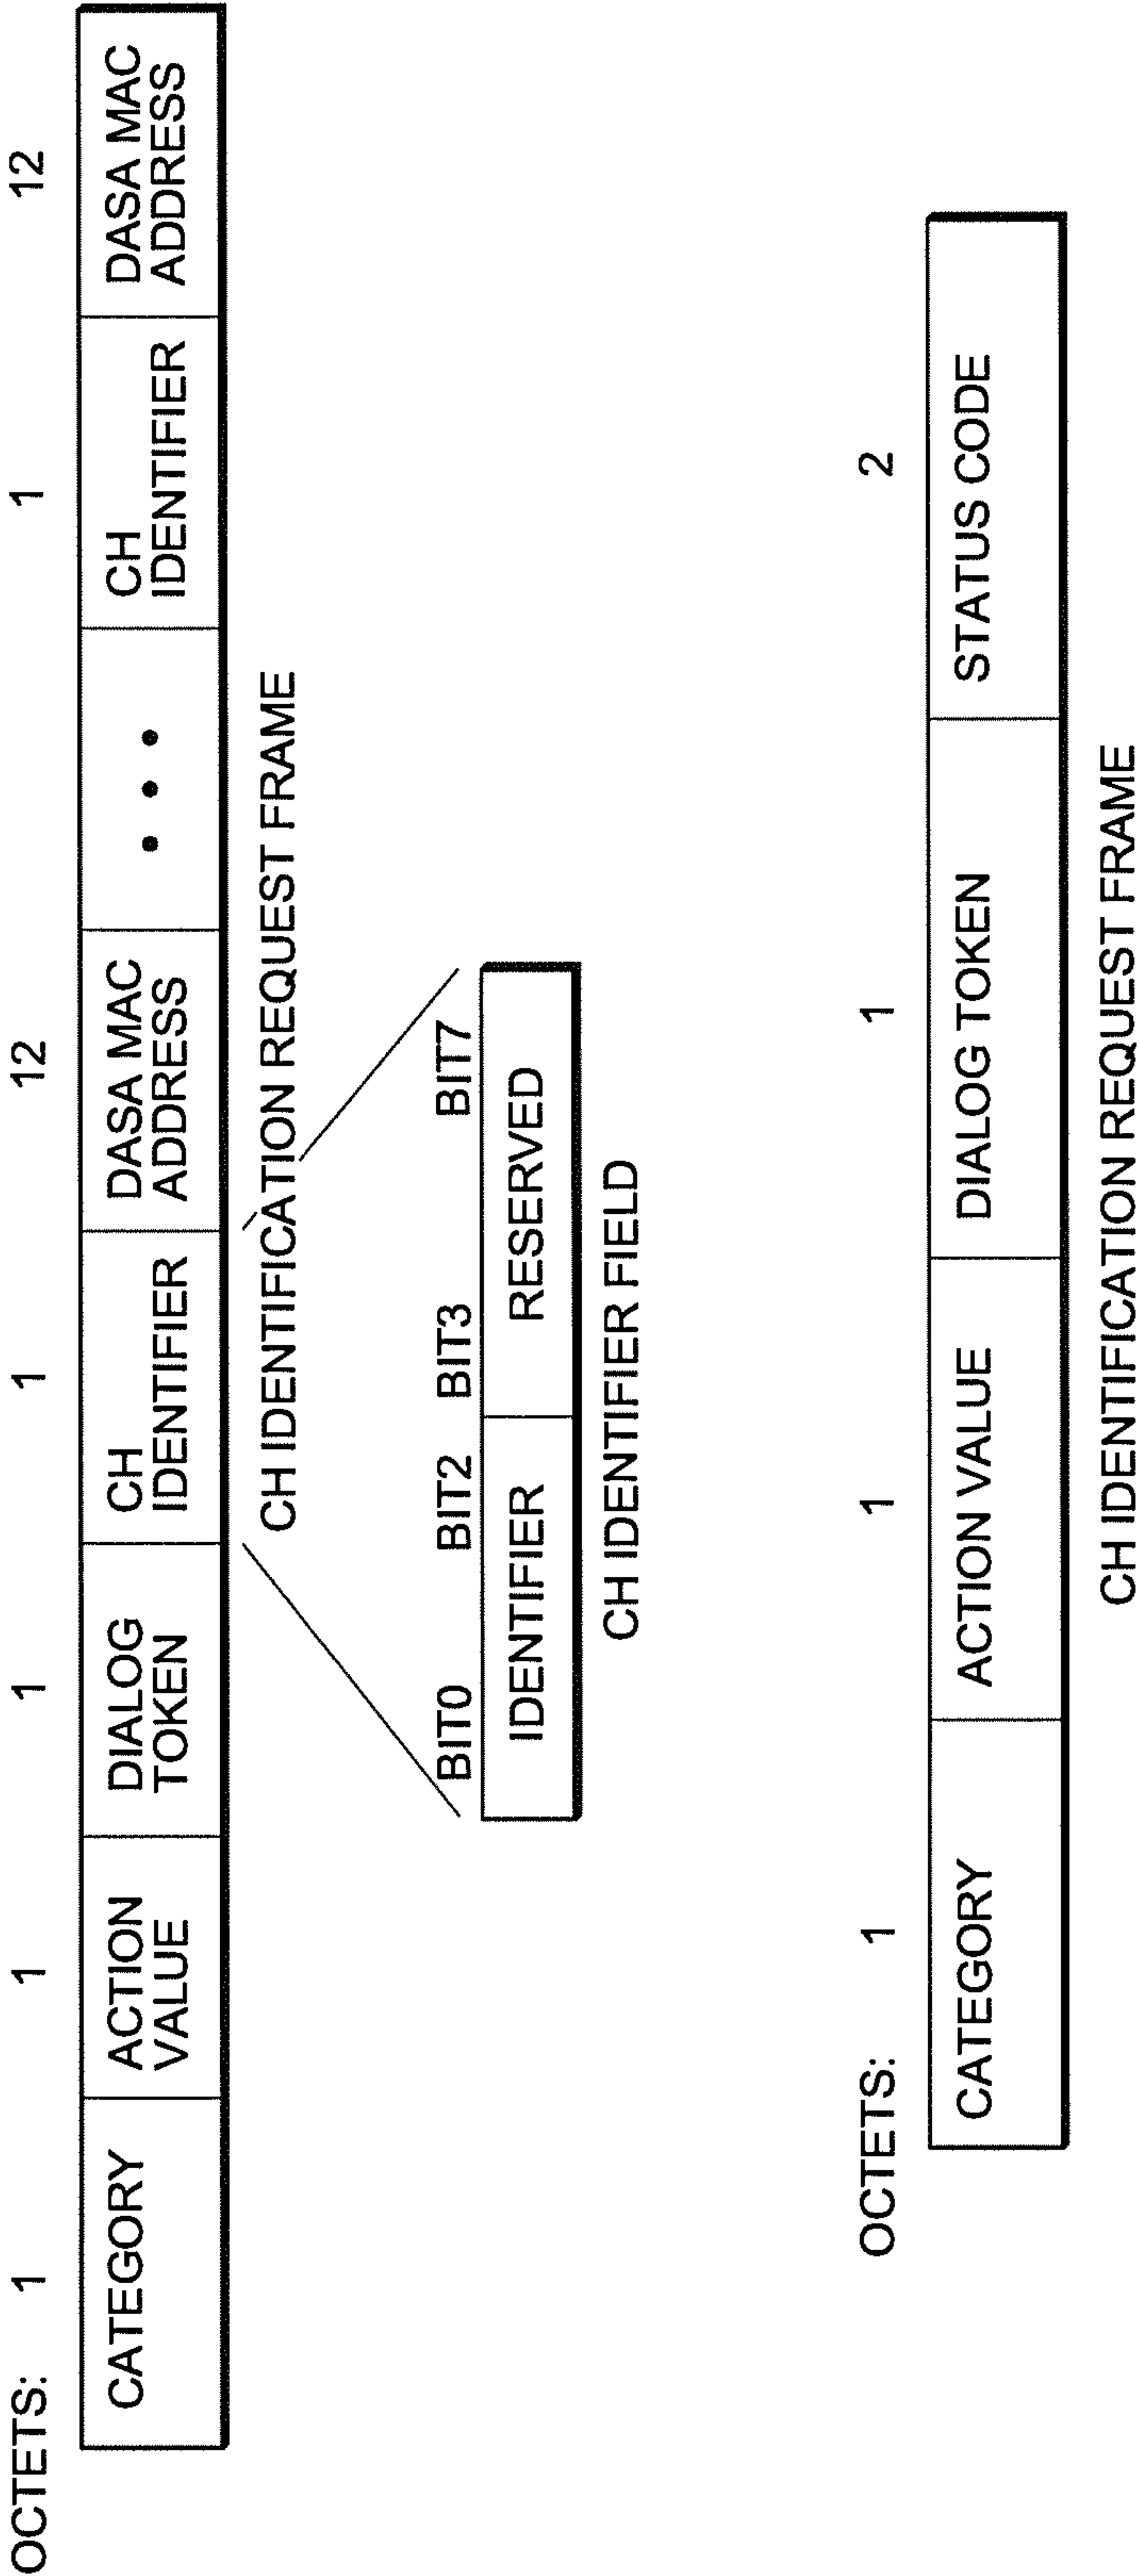 OCTETS: 1 1 1 1 12 1 12
CATEGORY
ACTION
VALUE
DIALOG
TOKEN
CH
IDENTIFIER
DASA MAC
ADDRESS
• • •
CH
IDENTIFIER
DASA MAC
ADDRESS
CH IDENTIFICATION REQUEST FRAME
BIT0 BIT2 BIT3 BIT7
IDENTIFIER RESERVED
CH IDENTIFIER FIELD
OCTETS: 1 1 1 2
CATEGORY ACTION VALUE DIALOG TOKEN STATUS CODE
CH IDENTIFICATION REQUEST FRAME